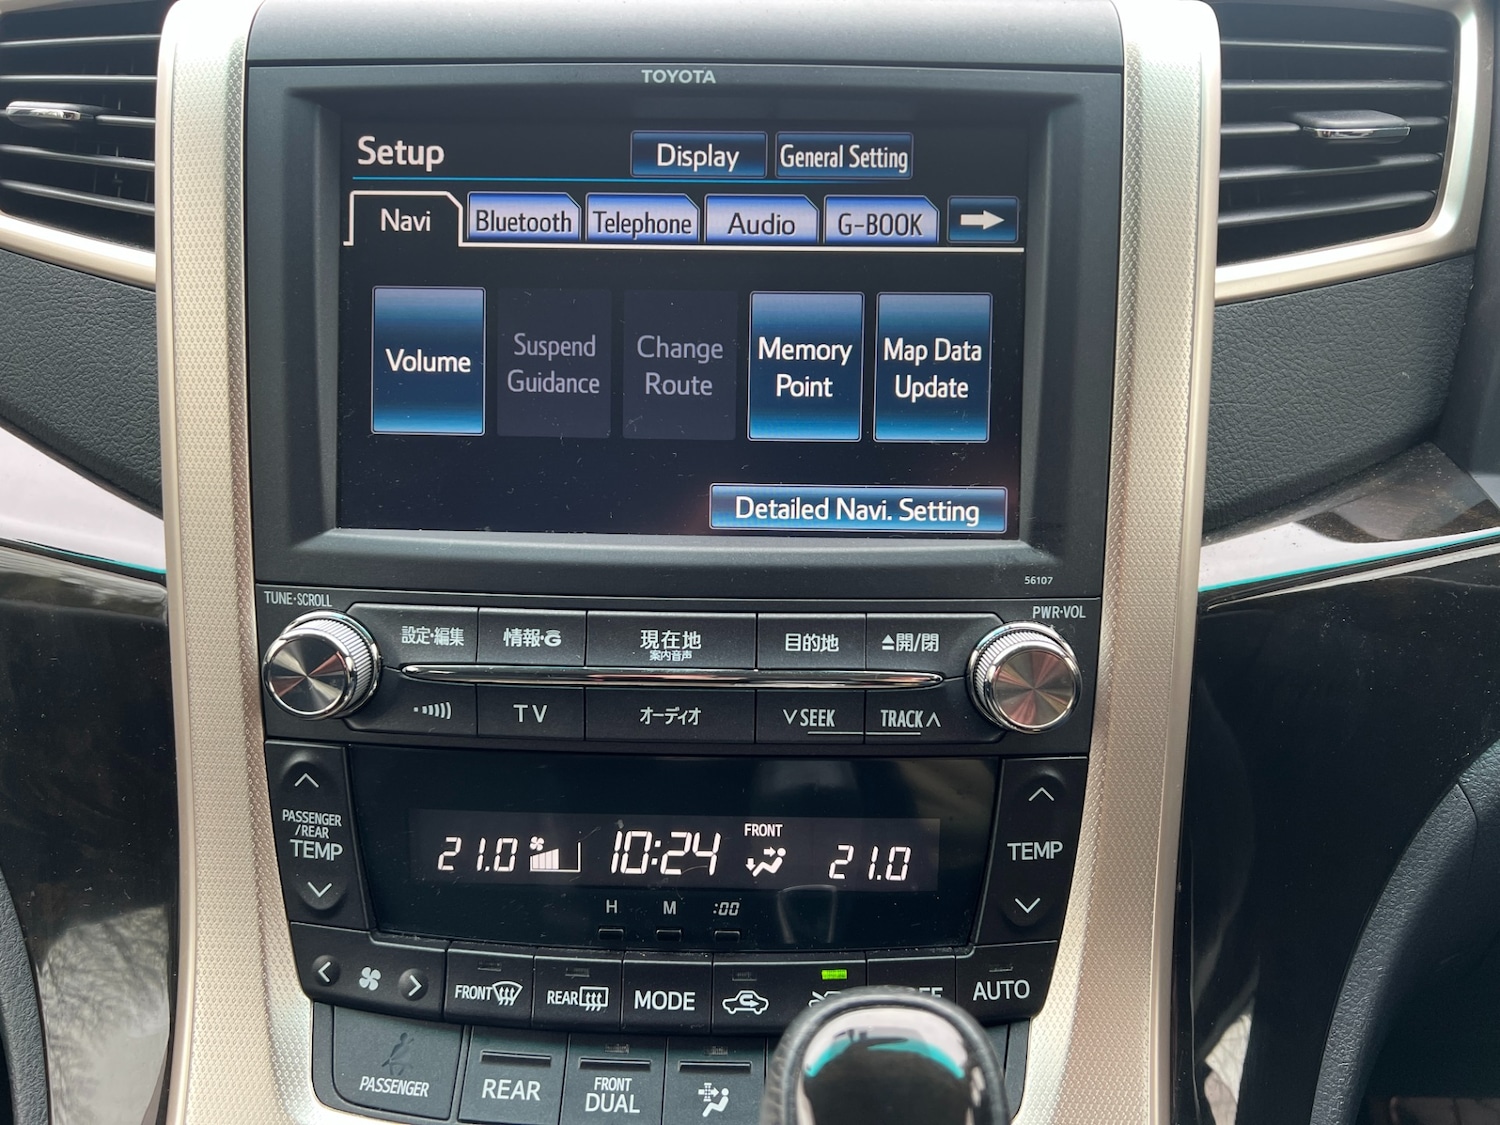 TOYOTA
Setup
Display
General Setting
Navi
Bluetooth
Telephone
Audio
G-BOOK
Volume
Suspend
Guidance
Change
Route
Memory
Point
Map Data
Update
Detailed Navi. Setting
56107
TUNE·SCROLL
PWR·VOL
設定·編集
情報·G
現在地
案内音声
目的地
開/閉
TV
オーディオ
SEEK
TRACK
PASSENGER
/REAR
TEMP
21.0
10:24
FRONT
21.0
TEMP
H
M
:00
FRONT
REAR
MODE
AUTO
PASSENGER
REAR
FRONT
DUAL